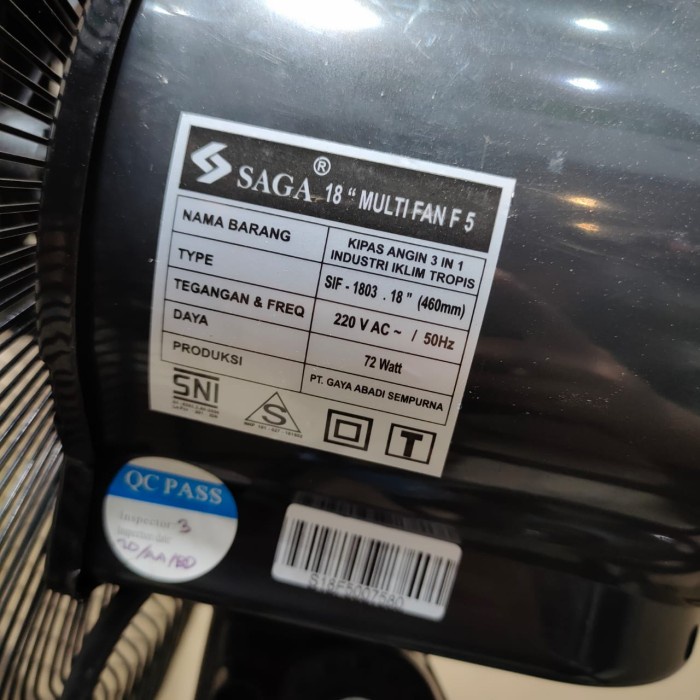 SAGA ® 18 " MULTI FAN F 5
NAMA BARANG KIPAS ANGIN 3 IN 1 INDUSTRI IKLIM TROPIS
TYPE SIF - 1803 . 18 " (460mm)
TEGANGAN & FREQ 220 V AC ~ / 50Hz
DAYA 72 Watt
PRODUKSI PT. GAYA ABADI SEMPURNA
SNI
S
T
QC PASS
Inspector 3
S18F5007560